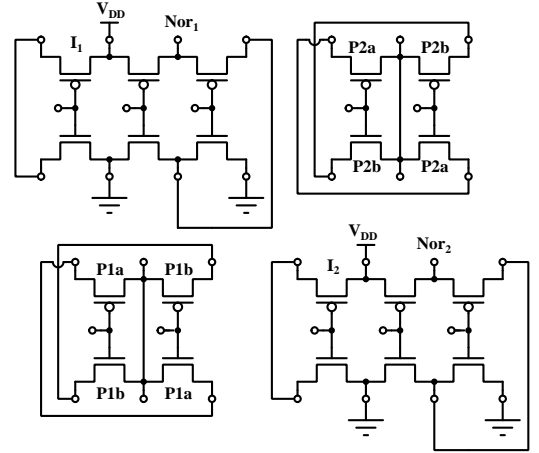 V_DD
Nor_1
I_1
P2a P2b
P2b P2a
P1a P1b
P1b P1a
V_DD
Nor_2
I_2